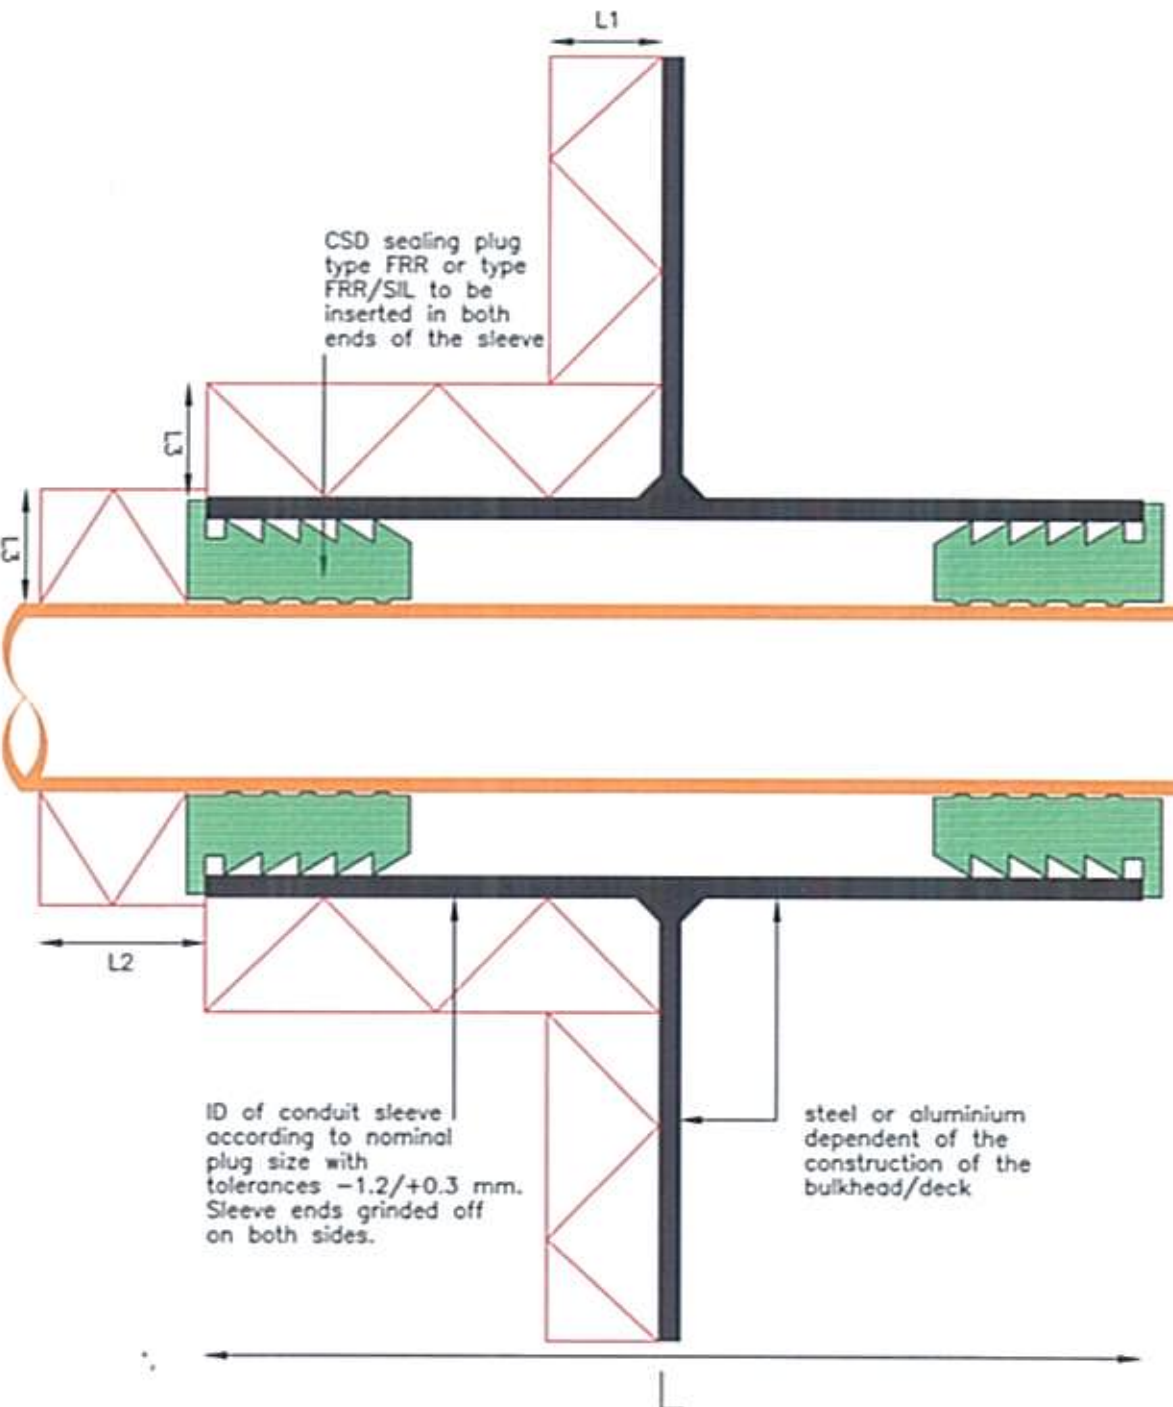 L1
CSD sealing plug
type FRR or type
FRR/SIL to be
inserted in both
ends of the sleeve
L3
L3
L2
ID of conduit sleeve
according to nominal
plug size with
tolerances -1.2/+0.3 mm.
Sleeve ends grinded off
on both sides.
steel or aluminium
dependent of the
construction of the
bulkhead/deck
L